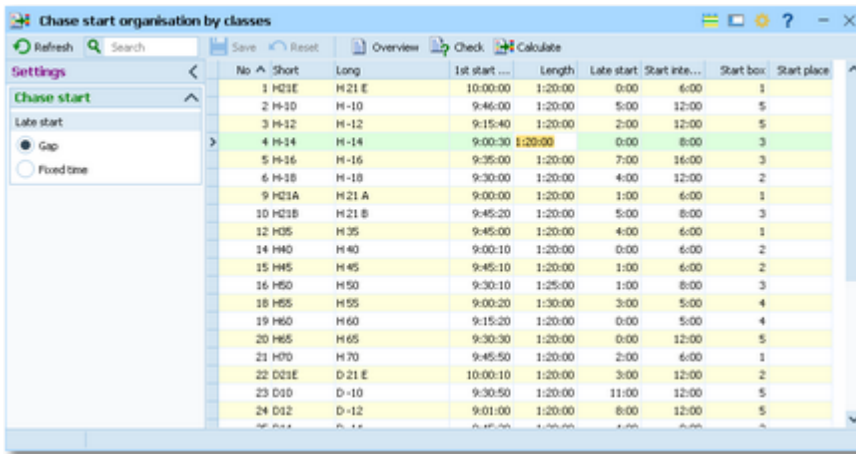 Chase start organisation by classes
Refresh Search Save Reset Overview Check Calculate
Settings
Chase start
Late start
Gap
Fixed time
No Short Long 1st start ... Length Late start Start inte... Start box Start place
1 H21E H 21 E 10:00:00 1:20:00 0:00 6:00 1
2 H-10 H -10 9:46:00 1:20:00 5:00 12:00 5
3 H-12 H -12 9:15:40 1:20:00 2:00 12:00 5
4 H-14 H -14 9:00:30 1:20:00 0:00 8:00 3
5 H-16 H -16 9:35:00 1:20:00 7:00 16:00 3
6 H-18 H -18 9:30:00 1:20:00 4:00 12:00 2
9 H21A H 21 A 9:00:00 1:20:00 1:00 6:00 1
10 H21B H 21 B 9:45:20 1:20:00 5:00 8:00 3
12 H35 H 35 9:45:00 1:20:00 4:00 6:00 1
14 H40 H 40 9:00:10 1:20:00 0:00 6:00 2
15 H45 H 45 9:45:10 1:20:00 1:00 6:00 2
16 H50 H 50 9:30:10 1:25:00 1:00 8:00 3
18 H55 H 55 9:00:20 1:30:00 3:00 5:00 4
19 H60 H 60 9:15:20 1:20:00 0:00 5:00 4
20 H65 H 65 9:30:30 1:20:00 0:00 12:00 5
21 H70 H 70 9:45:50 1:20:00 2:00 6:00 1
22 D21E D 21 E 10:00:10 1:20:00 3:00 12:00 2
23 D10 D -10 9:30:50 1:20:00 11:00 12:00 5
24 D12 D -12 9:01:00 1:20:00 8:00 12:00 5